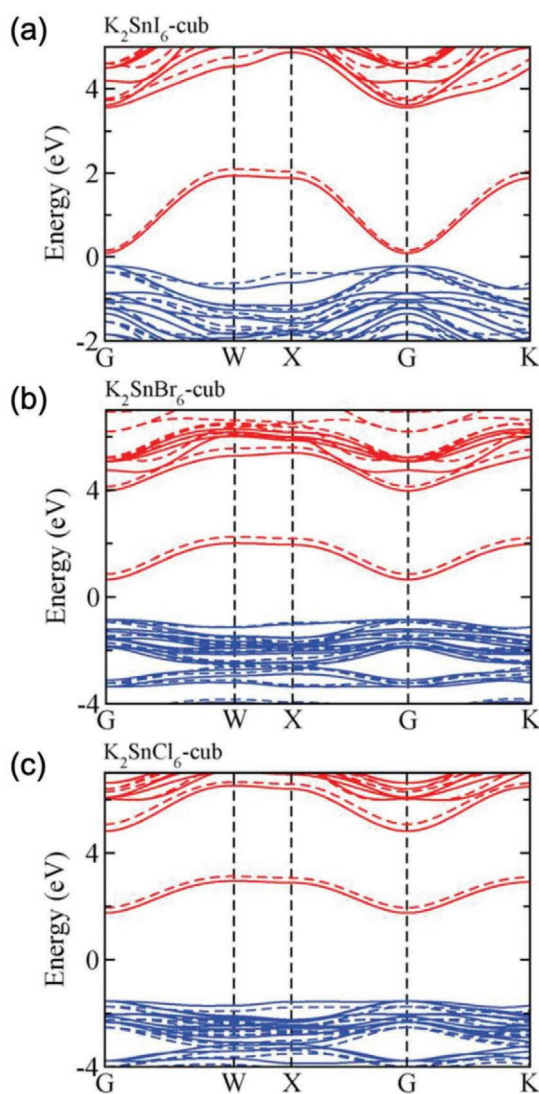 (a)
K₂SnI₆-cub
Energy (eV)
4
2
0
-2
G W X G K
(b)
K₂SnBr₆-cub
Energy (eV)
4
0
-4
G W X G K
(c)
K₂SnCl₆-cub
Energy (eV)
4
0
-4
G W X G K